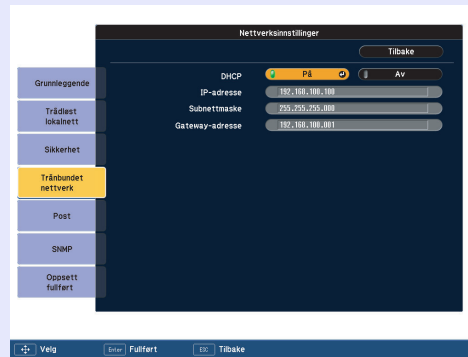 Nettverksinnstillinger
Tilbake
Grunnleggende
Trådløst
lokalnett
Sikkerhet
Trånbundet
nettverk
Post
SNMP
Oppsett
fullført
DHCP På Av
IP-adresse 192.168.100.100
Subnettmaske 255.255.255.000
Gateway-adresse 192.168.100.001
Velg Enter Fullført ESC Tilbake